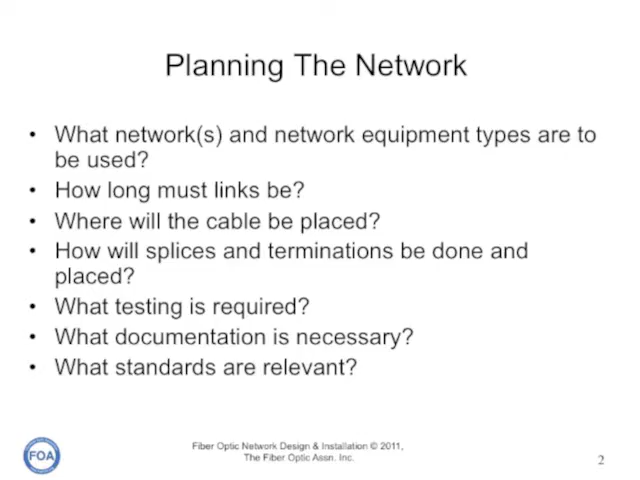 Planning The Network
• What network(s) and network equipment types are to
be used?
• How long must links be?
• Where will the cable be placed?
• How will splices and terminations be done and
placed?
• What testing is required?
• What documentation is necessary?
• What standards are relevant?
FOA
Fiber Optic Network Design & Installation © 2011,
The Fiber Optic Assn. Inc.
2